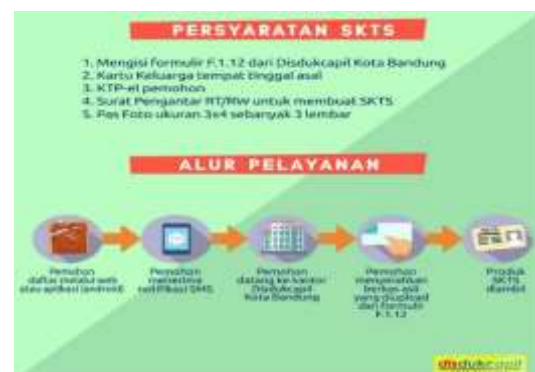 PERSYARATAN SKTS
1. Mengisi formulir F.1.12 dari Disdukcapil Kota Bandung
2. Kartu Keluarga tempat tinggal asal
3. KTP-el pemohon
4. Surat Pengantar RT/RW untuk membuat SKTS
5. Pas Foto ukuran 3x4 sebanyak 3 lembar
ALUR PELAYANAN
Pemohon
daftar melalui web
atau aplikasi (android)
Pemohon
menerima
notifikasi SMS
Pemohon
datang ke kantor
Disdukcapil
Kota Bandung
Pemohon
menyerahkan
berkas asli
yang diupload
dan formulir
F.1.12
Produk
SKTS
diambil
disdukcapil